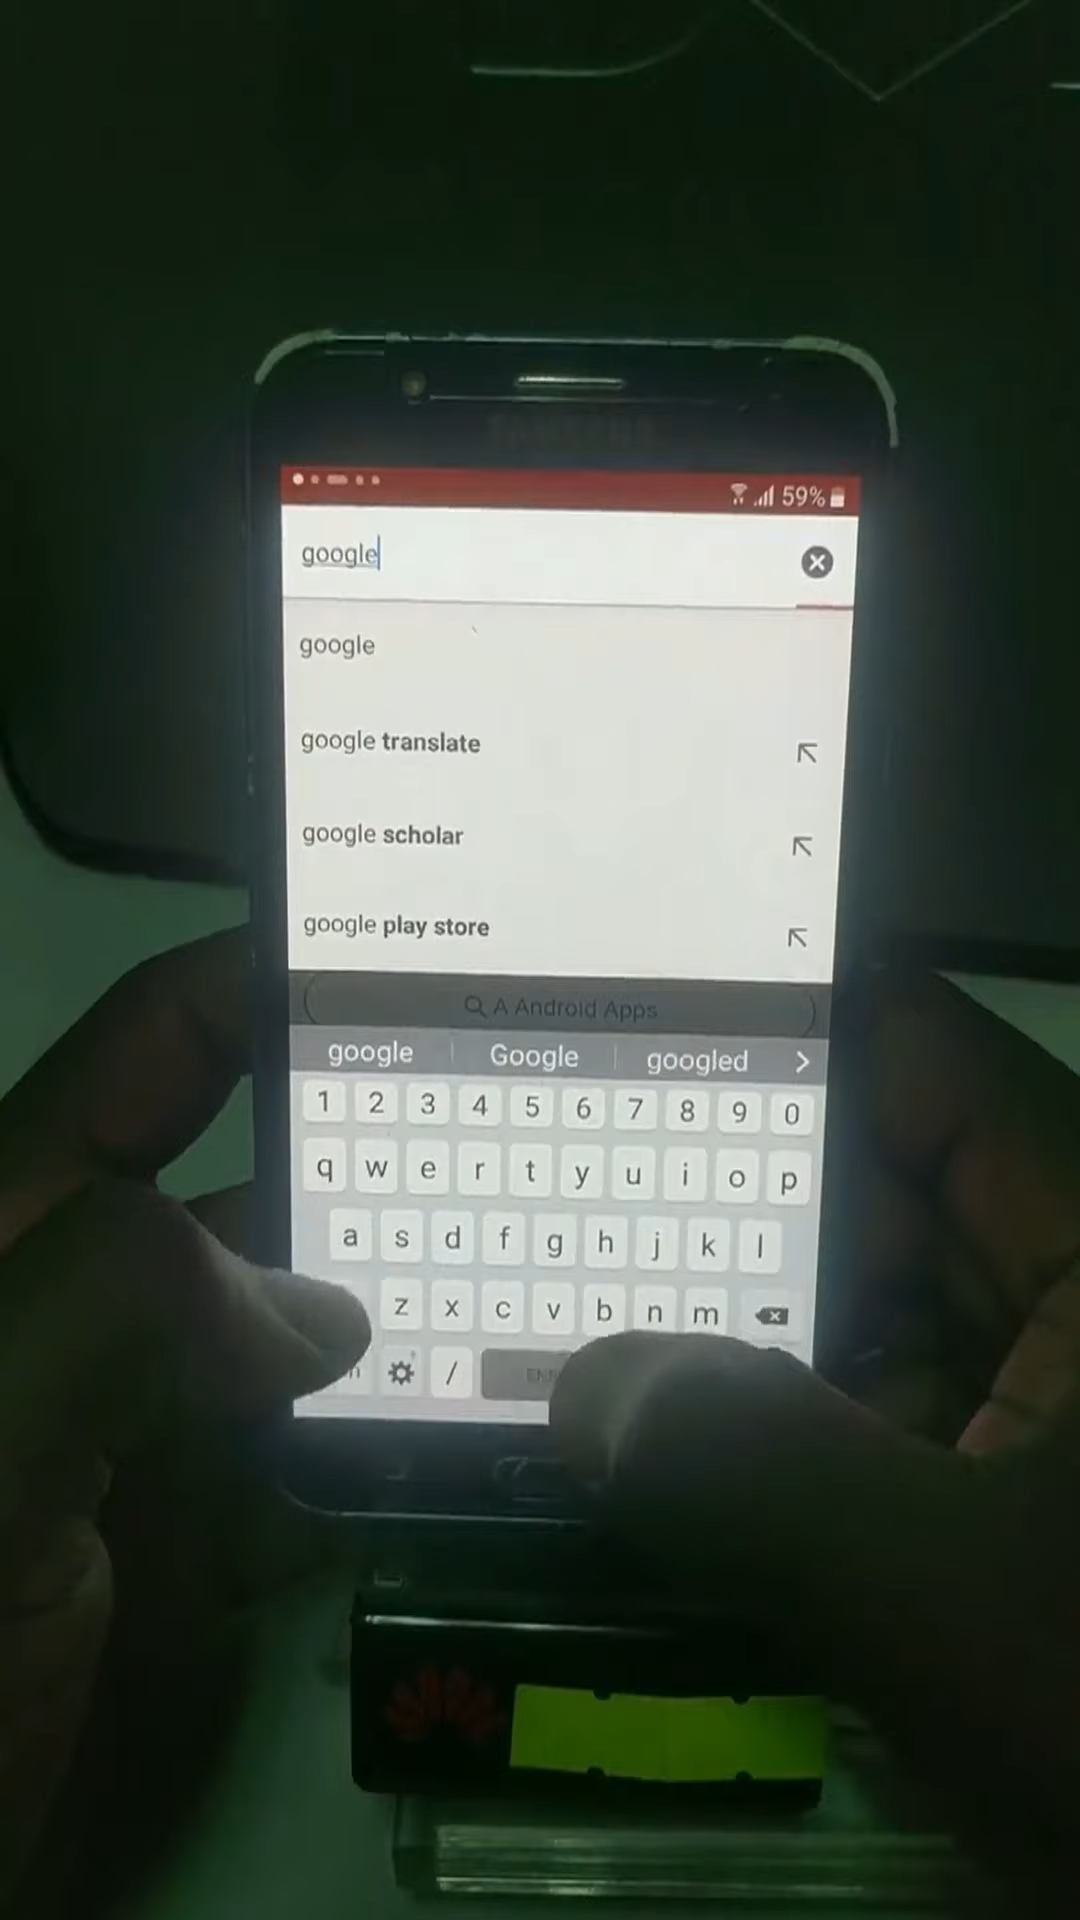 59%
google
google
google translate
google scholar
google play store
A Android Apps
google Google googled
1 2 3 4 5 6 7 8 9 0
q w e r t y u i o p
a s d f g h j k l
z x c v b n m
/